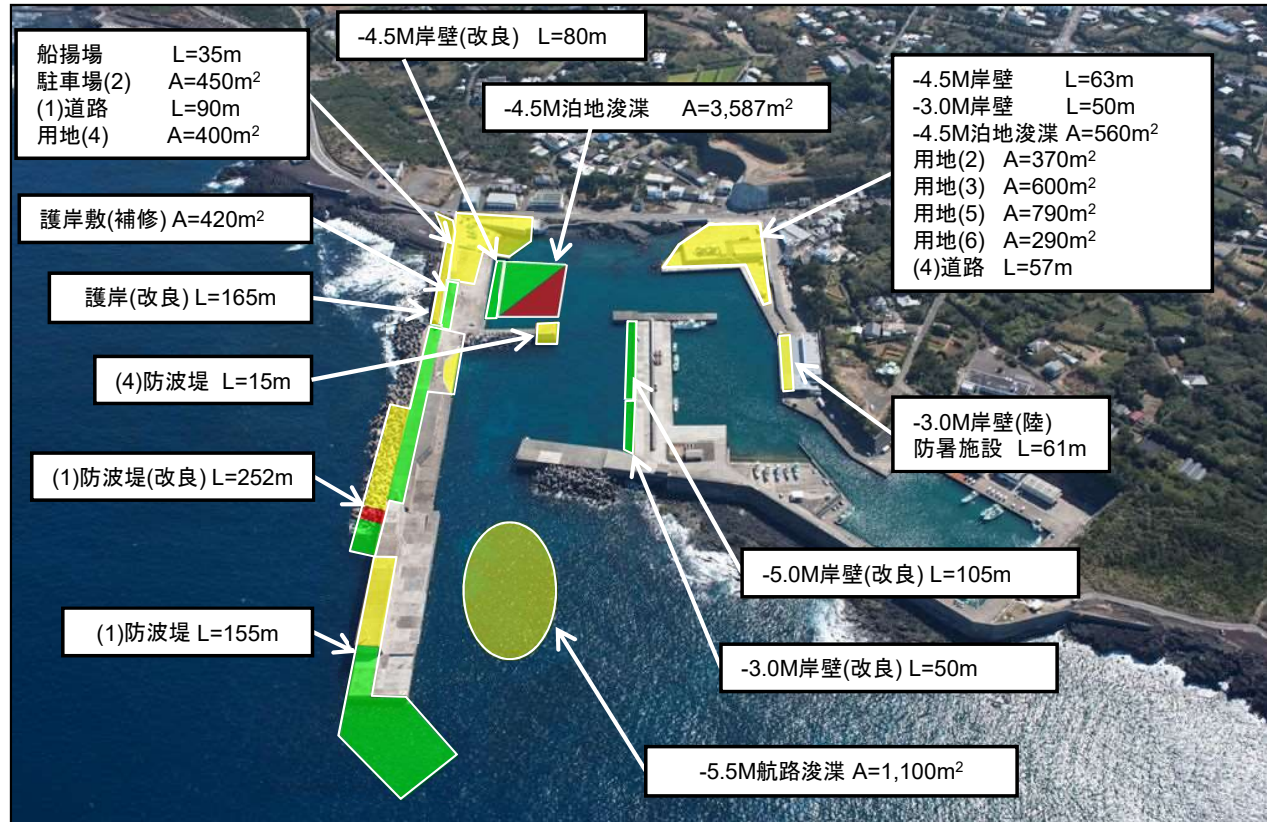 船揚場 L=35m
駐車場(2) A=450m²
(1)道路 L=90m
用地(4) A=400m²
-4.5M岸壁(改良) L=80m
-4.5M泊地浚渫 A=3,587m²
-4.5M岸壁 L=63m
-3.0M岸壁 L=50m
-4.5M泊地浚渫 A=560m²
用地(2) A=370m²
用地(3) A=600m²
用地(5) A=790m²
用地(6) A=290m²
(4)道路 L=57m
護岸敷(補修) A=420m²
護岸(改良) L=165m
(4)防波堤 L=15m
(1)防波堤(改良) L=252m
(1)防波堤 L=155m
-3.0M岸壁(陸)
防暑施設 L=61m
-5.0M岸壁(改良) L=105m
-3.0M岸壁(改良) L=50m
-5.5M航路浚渫 A=1,100m²